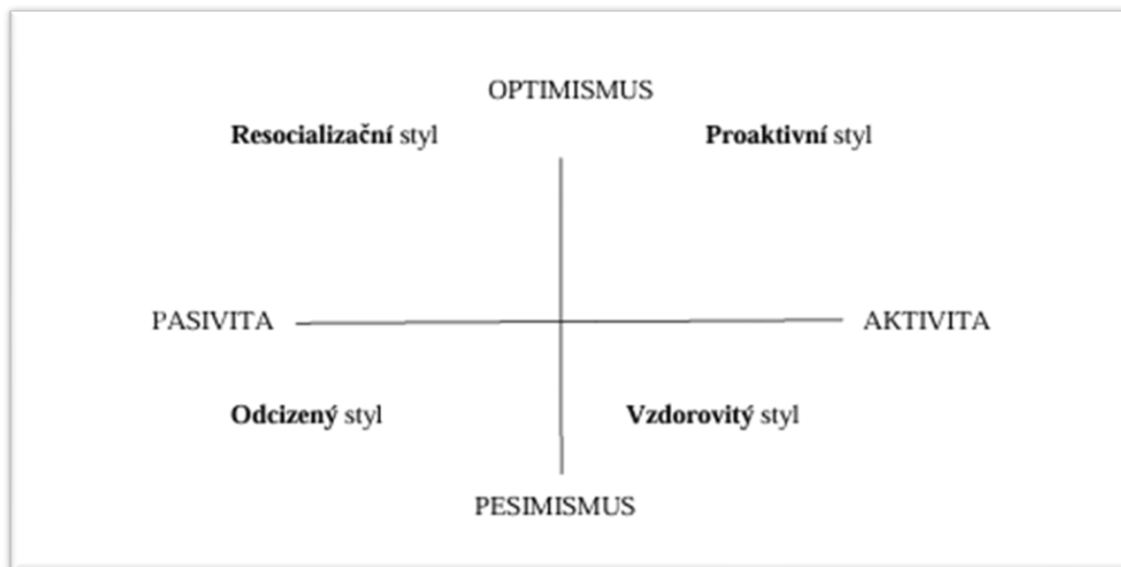 OPTIMISMUS
Resocializační styl
Proaktivní styl
PASIVITA
AKTIVITA
Odcizený styl
Vzdorovitý styl
PESIMISMUS